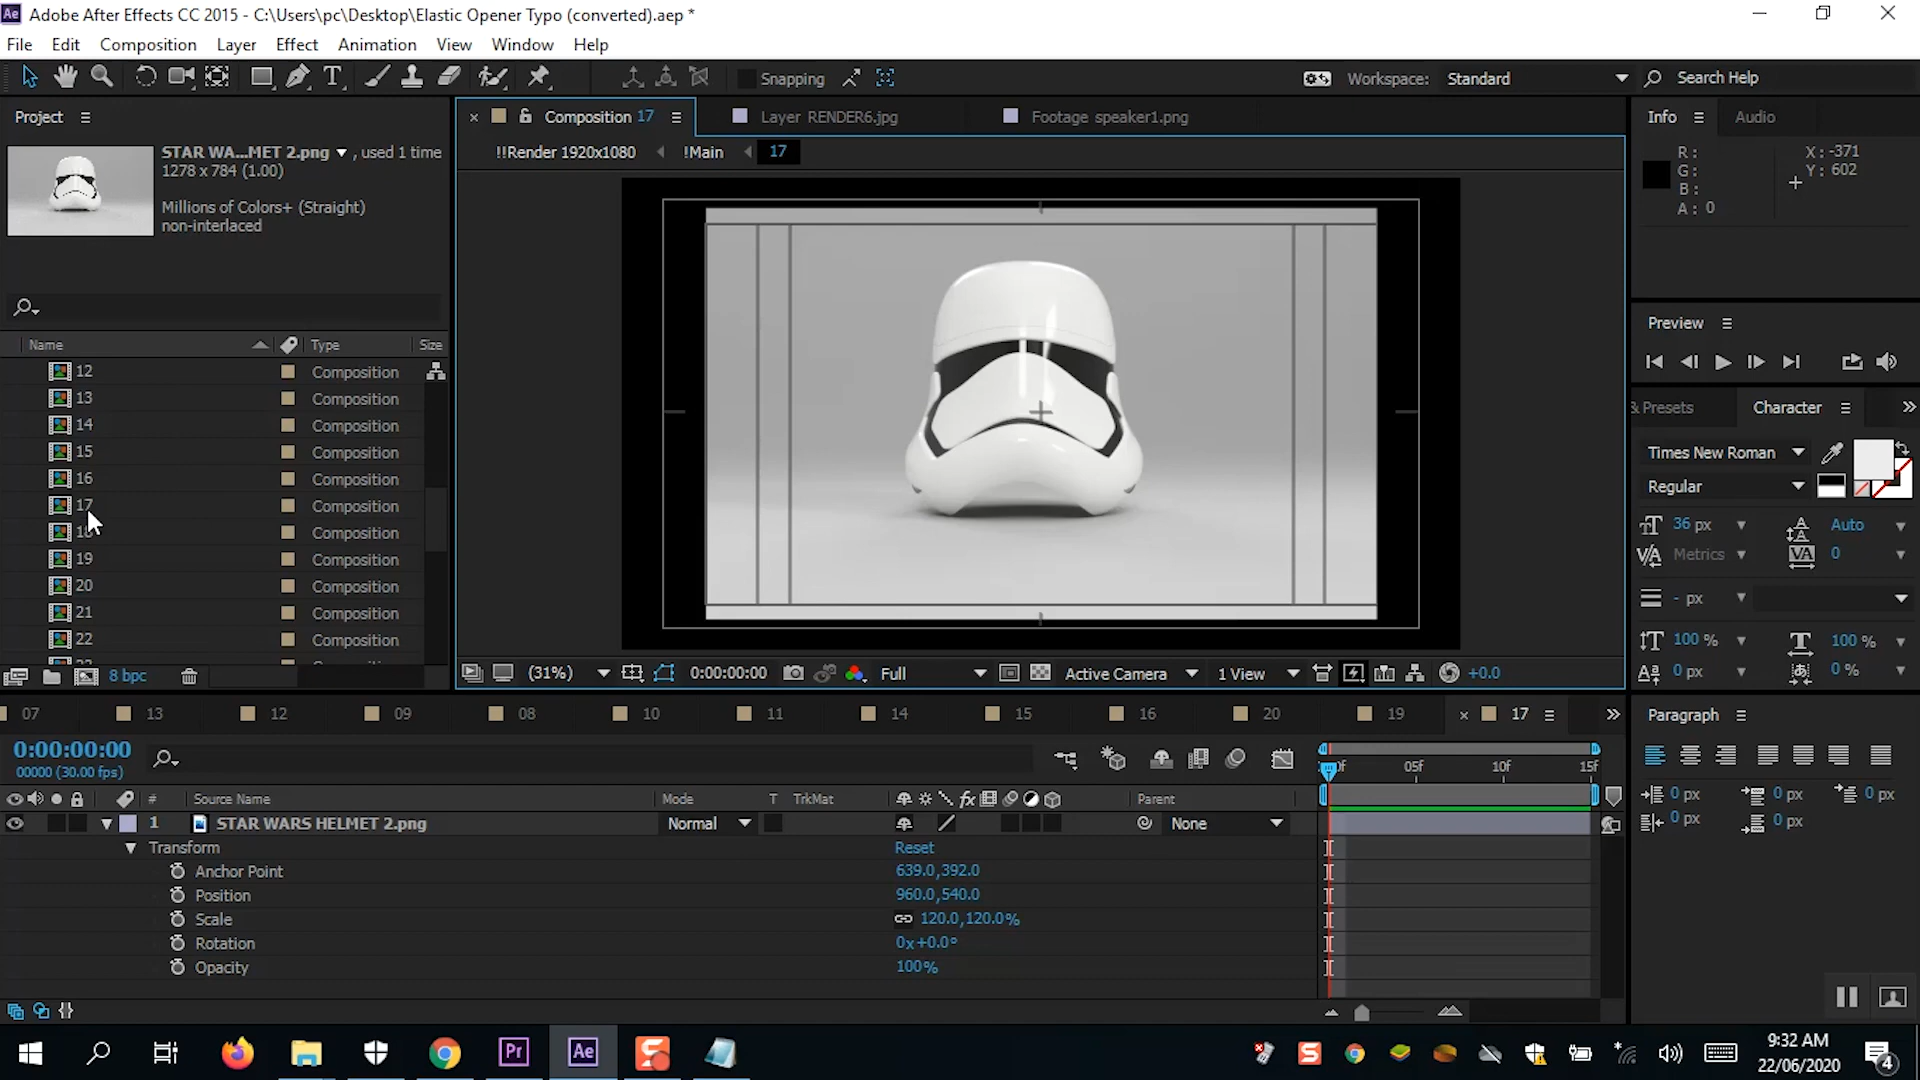 Adobe After Effects CC 2015 - C:\Users\pc\Desktop\Elastic Opener Typo (converted).aep *
File Edit Composition Layer Effect Animation View Window Help
Snapping
Workspace: Standard
Search Help
Project
STAR WA...MET 2.png ▼, used 1 time
1278 x 784 (1.00)
Millions of Colors+ (Straight)
non-interlaced
Name Type Size
12 Composition
13 Composition
14 Composition
15 Composition
16 Composition
17 Composition
18 Composition
19 Composition
20 Composition
21 Composition
22 Composition
8 bpc
Composition 17
Layer RENDER6.jpg
Footage speaker1.png
!!Render 1920x1080 !Main 17
(31%) 0:00:00:00 Full Active Camera 1 View +0.0
Info Audio
R: X: -371
G: Y: 602
B:
A: 0
Preview
& Presets Character
Times New Roman
Regular
36 px Auto
Metrics 0
- px
100 % 100 %
0 px 0 %
Paragraph
0 px 0 px 0 px
0 px 0 px
07 13 12 09 08 10 11 14 15 16 20 19 17
0:00:00:00
00000 (30.00 fps)
05f 10f 15f
# Source Name Mode T TrkMat Parent
1 STAR WARS HELMET 2.png Normal None
Transform Reset
Anchor Point 639.0,392.0
Position 960.0,540.0
Scale 120.0,120.0%
Rotation 0x+0.0°
Opacity 100%
Pr Ae S
9:32 AM
22/06/2020
4